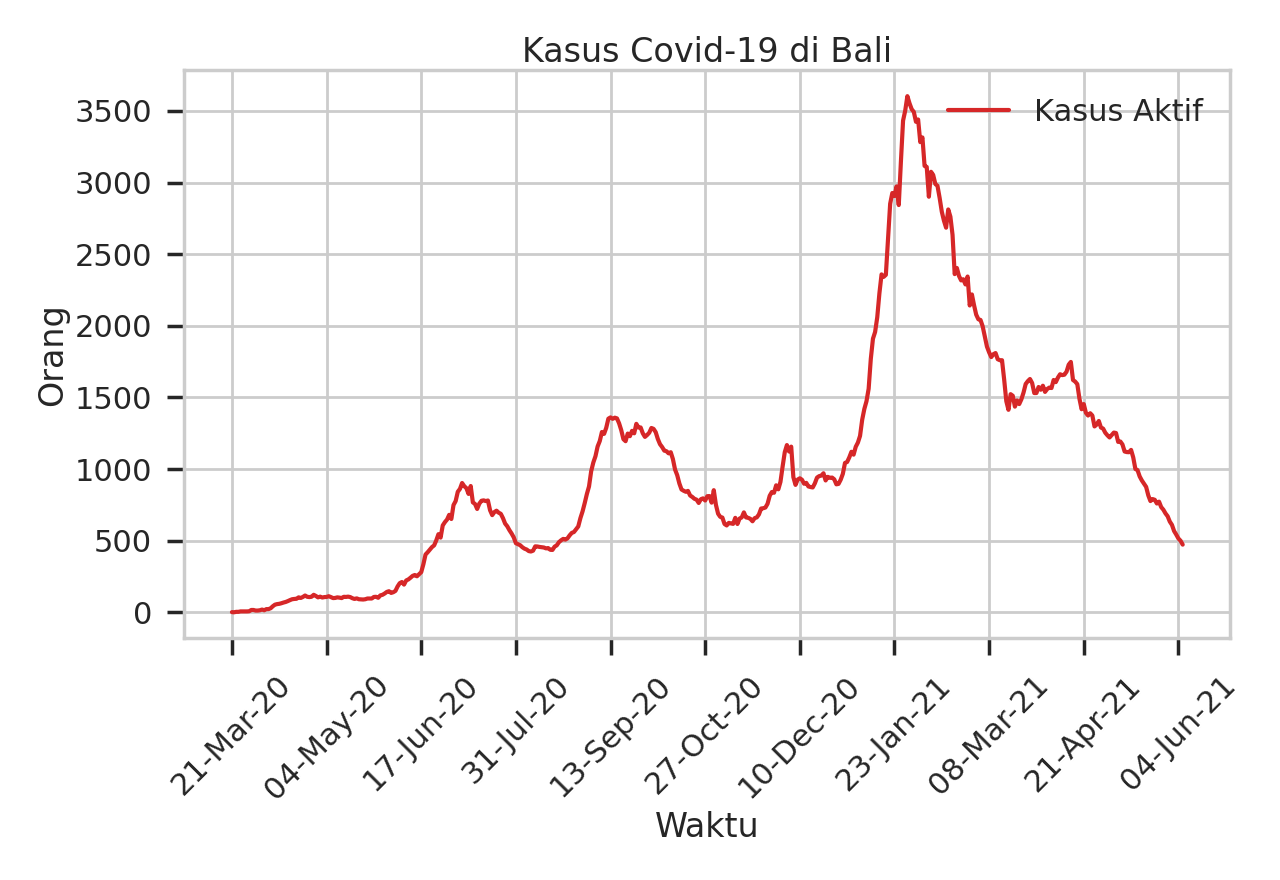 Kasus Covid-19 di Bali
Kasus Aktif
Orang
3500
3000
2500
2000
1500
1000
500
0
21-Mar-20
04-May-20
17-Jun-20
31-Jul-20
13-Sep-20
27-Oct-20
10-Dec-20
23-Jan-21
08-Mar-21
21-Apr-21
04-Jun-21
Waktu